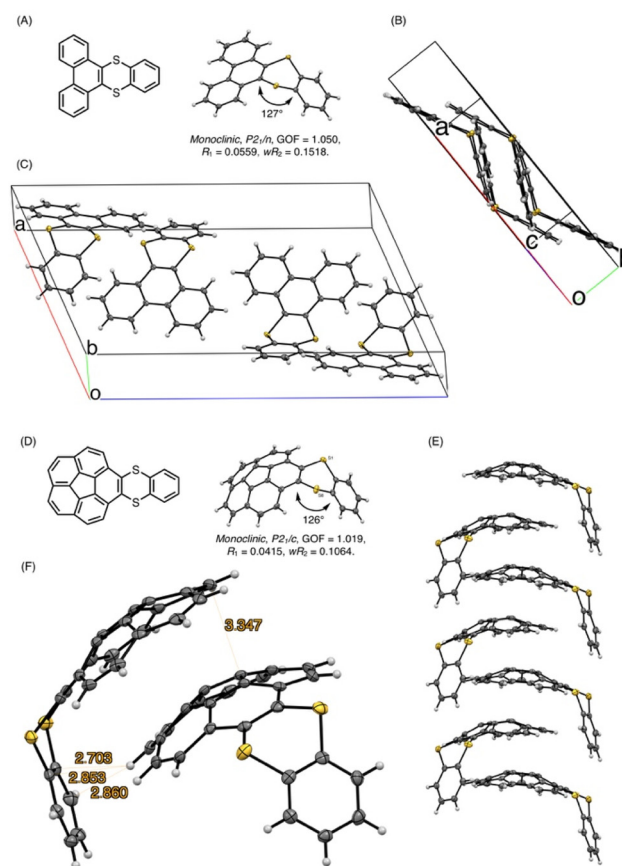 (A)
(B)
S
S
127°
Monoclinic, P2₁/n, GOF = 1.050,
R₁ = 0.0559, wR₂ = 0.1518.
(C)
a
b
o
a
c
o
(D)
(E)
S
S
S1
126°
Monoclinic, P2₁/c, GOF = 1.019,
R₁ = 0.0415, wR₂ = 0.1064.
(F)
3.347
2.703
2.853
2.860